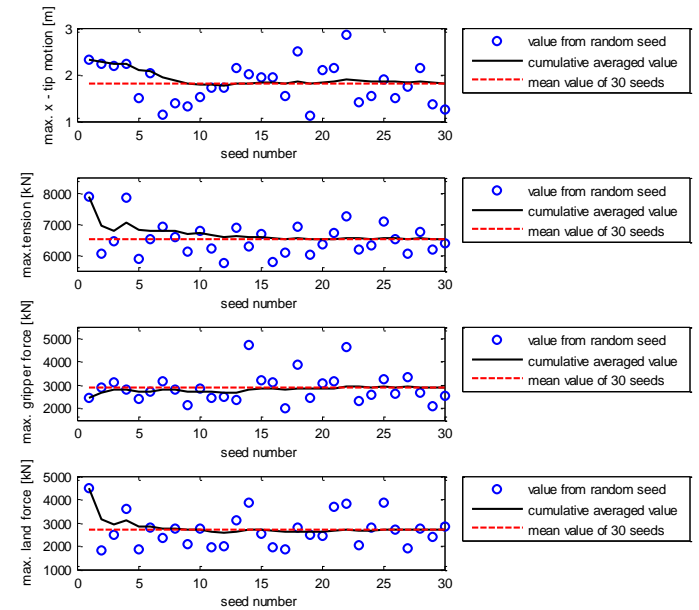 max. x - tip motion [m]
3
2
1
0 5 10 15 20 25 30
seed number
value from random seed
cumulative averaged value
mean value of 30 seeds
max.tension [kN]
8000
7000
6000
0 5 10 15 20 25 30
seed number
value from random seed
cumulative averaged value
mean value of 30 seeds
max. gripper force [kN]
5000
4000
3000
2000
0 5 10 15 20 25 30
seed number
value from random seed
cumulative averaged value
mean value of 30 seeds
max. land force [kN]
5000
4000
3000
2000
1000
0 5 10 15 20 25 30
seed number
value from random seed
cumulative averaged value
mean value of 30 seeds